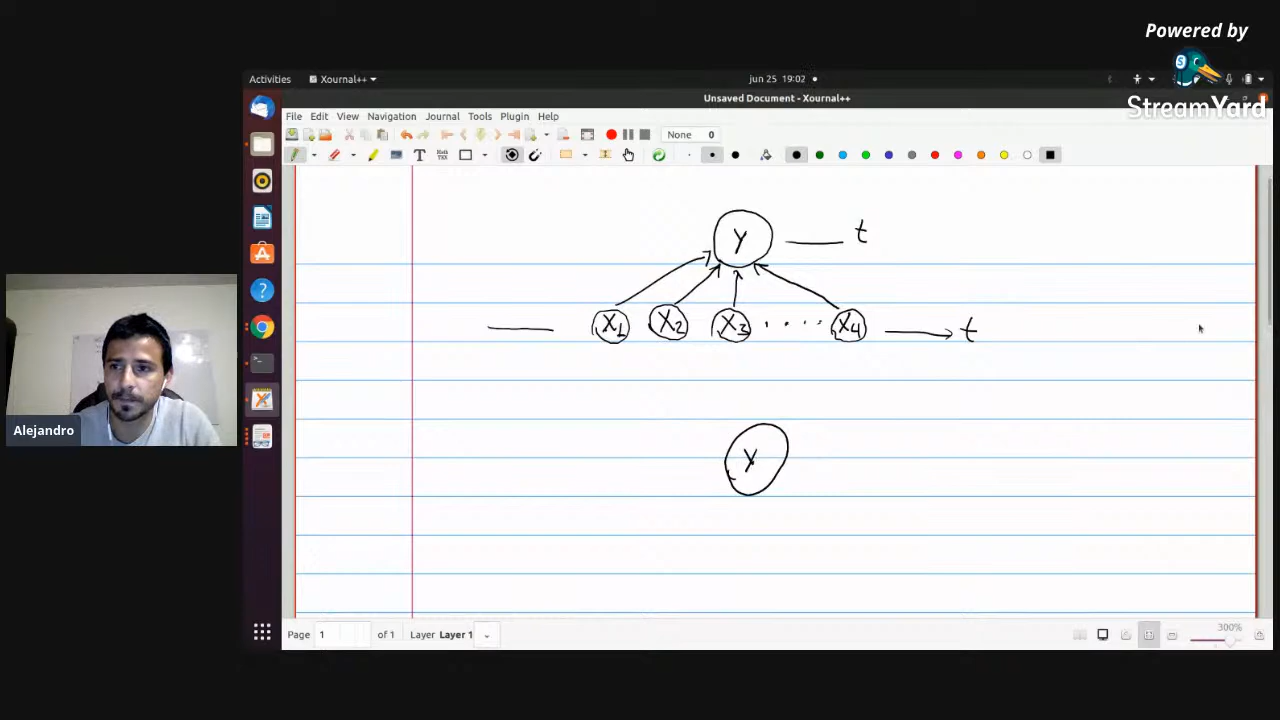 Powered by
StreamYard
Activities Xournal++ jun 25 19:02
Unsaved Document - Xournal++
File Edit View Navigation Journal Tools Plugin Help
None 0
Y t
X1 X2 X3 .... X4 t
Y
Alejandro
Page 1 of 1 Layer Layer 1 300%